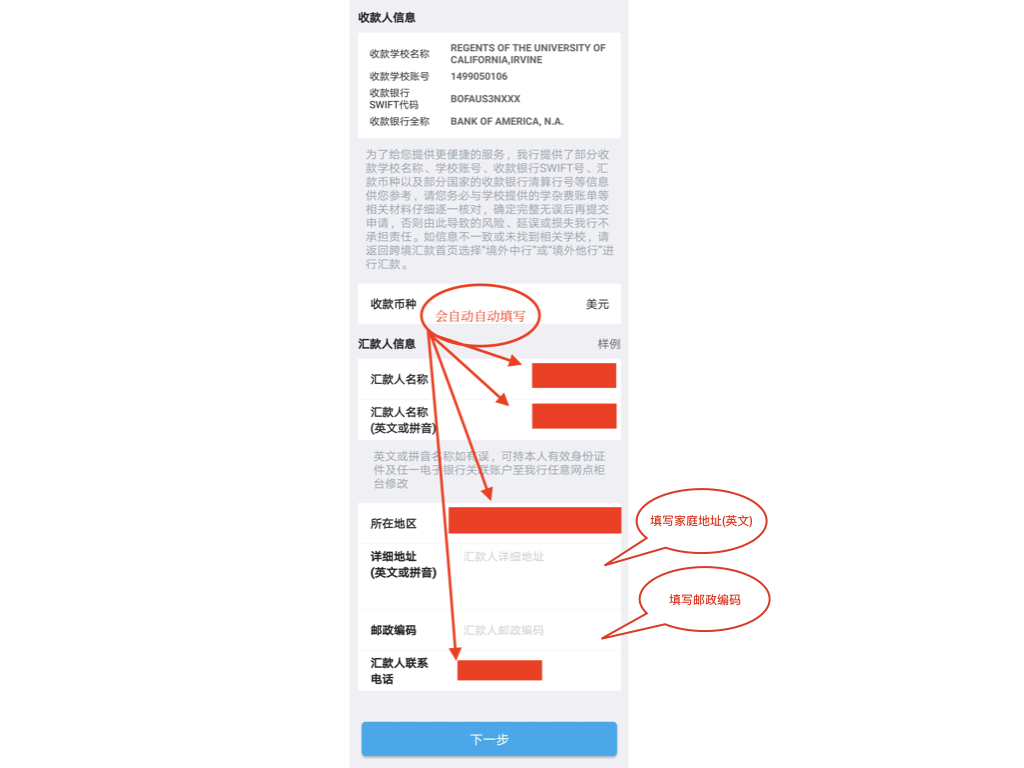 收款人信息
收款学校名称 REGENTS OF THE UNIVERSITY OF
CALIFORNIA,IRVINE
收款学校账号 1499050106
收款银行
SWIFT代码 BOFAUS3NXXX
收款银行全称 BANK OF AMERICA, N.A.
为了给您提供更便捷的服务，我行提供了部分收
款学校名称、学校账号、收款银行SWIFT号、汇
款币种以及部分国家的收款银行清算行号等信息
供您参考，请您务必与学校提供的学杂费账单等
相关材料仔细逐一核对，确定完整无误后再提交
申请，否则由此导致的风险、延误或损失我行不
承担责任。如信息不一致或未找到相关学校，请
返回跨境汇款首页选择“境外中行”或“境外他行”进
行汇款。
收款币种 美元
会自动自动填写
汇款人信息 样例
汇款人名称
汇款人名称
(英文或拼音)
英文或拼音名称如有误，可持本人有效身份证
件及任一电子银行关联账户至我行任意网点柜
台修改
所在地区
填写家庭地址(英文)
详细地址 汇款人详细地址
(英文或拼音)
填写邮政编码
邮政编码 汇款人邮政编码
汇款人联系
电话
下一步